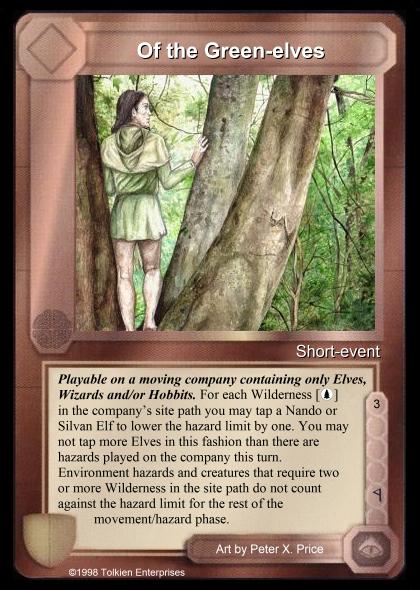 Of the Green-elves
Short-event
Playable on a moving company containing only Elves,
Wizards and/or Hobbits. For each Wilderness [ ]
in the company's site path you may tap a Nando or
Silvan Elf to lower the hazard limit by one. You may
not tap more Elves in this fashion than there are
hazards played on the company this turn.
Environment hazards and creatures that require two
or more Wilderness in the site path do not count
against the hazard limit for the rest of the
movement/hazard phase.
3
Art by Peter X. Price
©1998 Tolkien Enterprises